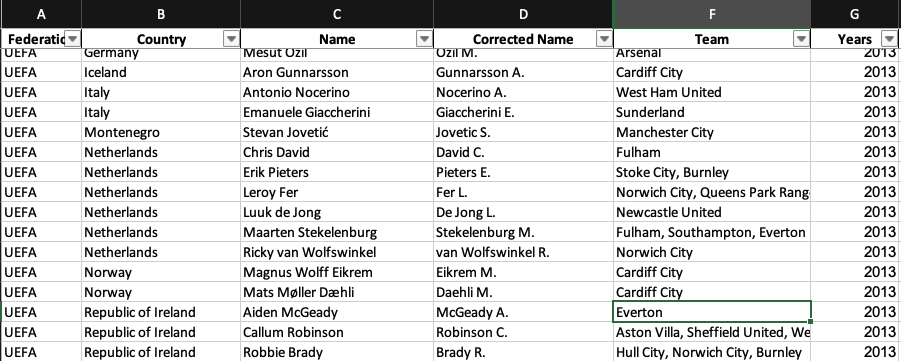 A B C D F G
Federatio Country Name Corrected Name Team Years
UEFA Germany Mesut Özil Özil M. Arsenal 2013
UEFA Iceland Aron Gunnarsson Gunnarsson A. Cardiff City 2013
UEFA Italy Antonio Nocerino Nocerino A. West Ham United 2013
UEFA Italy Emanuele Giaccherini Giaccherini E. Sunderland 2013
UEFA Montenegro Stevan Jovetić Jovetic S. Manchester City 2013
UEFA Netherlands Chris David David C. Fulham 2013
UEFA Netherlands Erik Pieters Pieters E. Stoke City, Burnley 2013
UEFA Netherlands Leroy Fer Fer L. Norwich City, Queens Park Rang 2013
UEFA Netherlands Luuk de Jong De Jong L. Newcastle United 2013
UEFA Netherlands Maarten Stekelenburg Stekelenburg M. Fulham, Southampton, Everton 2013
UEFA Netherlands Ricky van Wolfswinkel van Wolfswinkel R. Norwich City 2013
UEFA Norway Magnus Wolff Eikrem Eikrem M. Cardiff City 2013
UEFA Norway Mats Møller Dæhli Daehli M. Cardiff City 2013
UEFA Republic of Ireland Aiden McGeady McGeady A. Everton 2013
UEFA Republic of Ireland Callum Robinson Robinson C. Aston Villa, Sheffield United, We 2013
UEFA Republic of Ireland Robbie Brady Brady R. Hull City, Norwich City, Burnley 2013